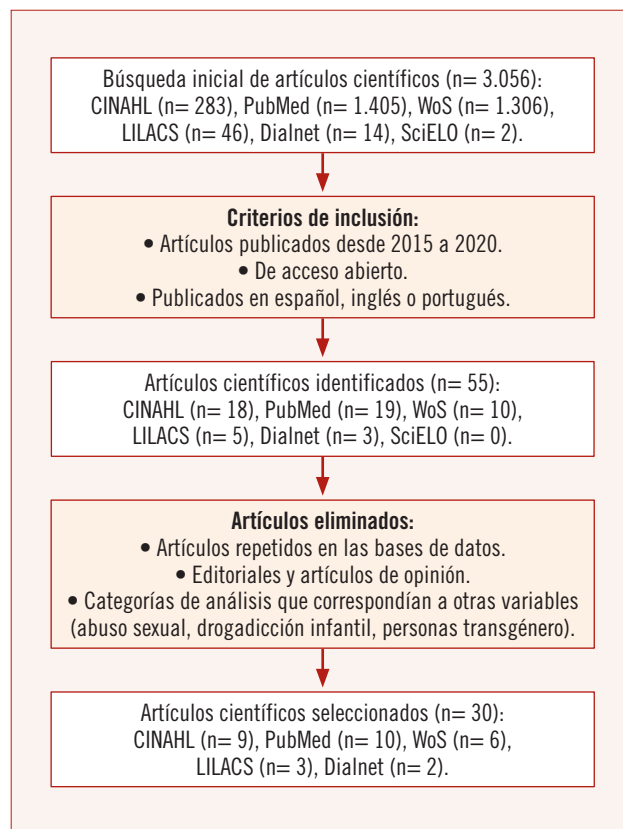 Búsqueda inicial de artículos científicos (n= 3.056):
CINAHL (n= 283), PubMed (n= 1.405), WoS (n= 1.306),
LILACS (n= 46), Dialnet (n= 14), SciELO (n= 2).
Criterios de inclusión:
• Artículos publicados desde 2015 a 2020.
• De acceso abierto.
• Publicados en español, inglés o portugués.
Artículos científicos identificados (n= 55):
CINAHL (n= 18), PubMed (n= 19), WoS (n= 10),
LILACS (n= 5), Dialnet (n= 3), SciELO (n= 0).
Artículos eliminados:
• Artículos repetidos en las bases de datos.
• Editoriales y artículos de opinión.
• Categorías de análisis que correspondían a otras variables
(abuso sexual, drogadicción infantil, personas transgénero).
Artículos científicos seleccionados (n= 30):
CINAHL (n= 9), PubMed (n= 10), WoS (n= 6),
LILACS (n= 3), Dialnet (n= 2).